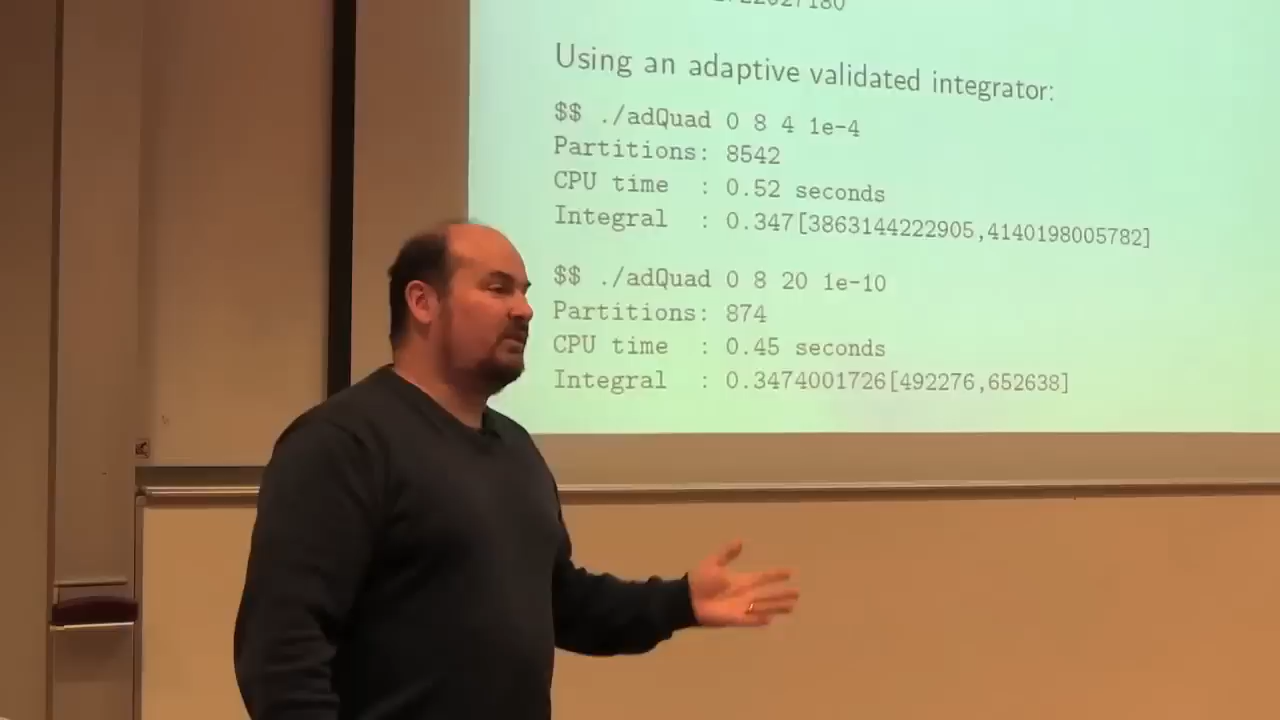 Using an adaptive validated integrator:
$$ ./adQuad 0 8 4 1e-4
Partitions: 8542
CPU time : 0.52 seconds
Integral : 0.347[3863144222905,4140198005782]
$$ ./adQuad 0 8 20 1e-10
Partitions: 874
CPU time : 0.45 seconds
Integral : 0.3474001726[492276,652638]